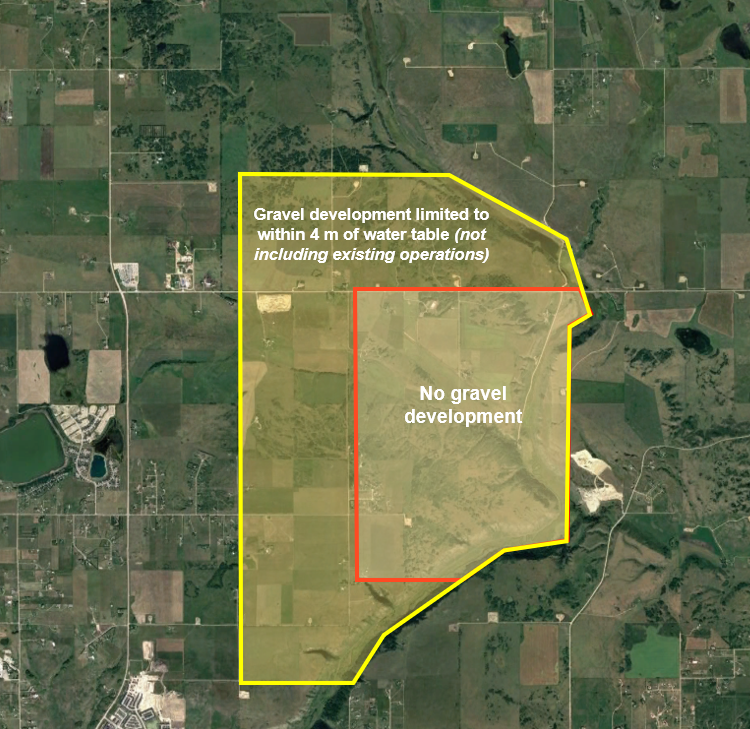 Gravel development limited to
within 4 m of water table (not
including existing operations)
No gravel
development